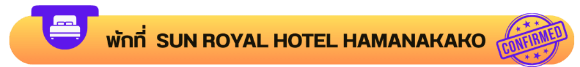 พักที่ SUN ROYAL HOTEL HAMANAKAKO
CONFIRMED